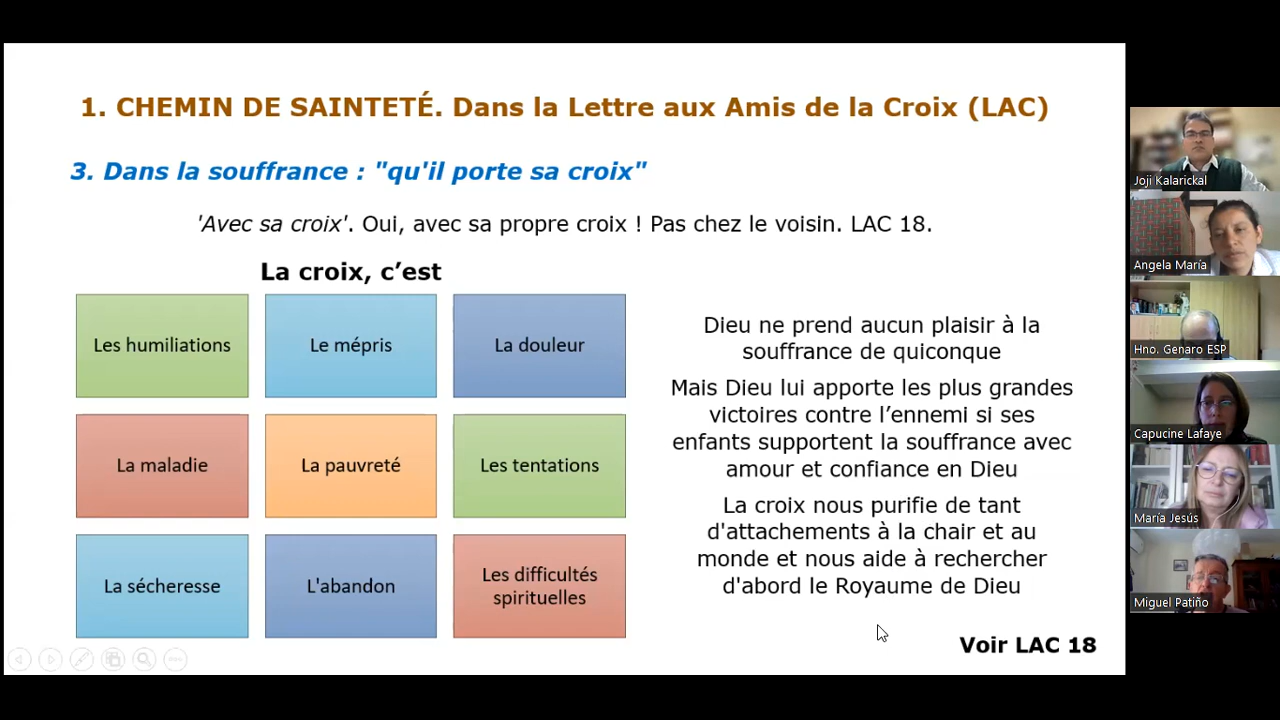 1. CHEMIN DE SAINTETÉ. Dans la Lettre aux Amis de la Croix (LAC)
3. Dans la souffrance : "qu'il porte sa croix"
'Avec sa croix'. Oui, avec sa propre croix ! Pas chez le voisin. LAC 18.
La croix, c’est
Les humiliations
Le mépris
La douleur
La maladie
La pauvreté
Les tentations
La sécheresse
L'abandon
Les difficultés
spirituelles
Dieu ne prend aucun plaisir à la
souffrance de quiconque
Mais Dieu lui apporte les plus grandes
victoires contre l’ennemi si ses
enfants supportent la souffrance avec
amour et confiance en Dieu
La croix nous purifie de tant
d'attachements à la chair et au
monde et nous aide à rechercher
d'abord le Royaume de Dieu
Voir LAC 18
Joji Kalarickal
Angela María
Hno. Genaro ESP
Capucine Lafaye
María Jesús
Miguel Patiño